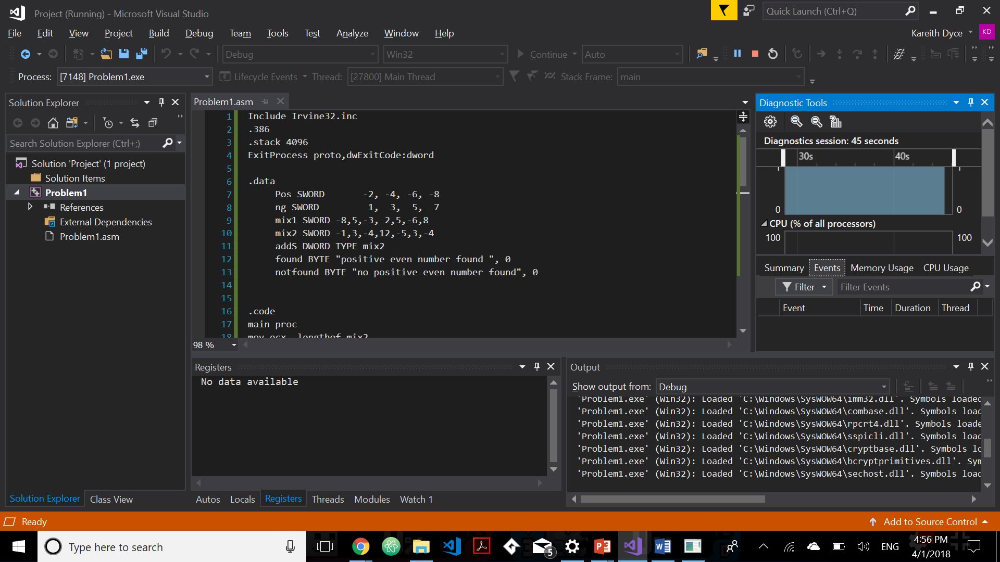 Project (Running) - Microsoft Visual Studio
Quick Launch (Ctrl+Q)
File Edit View Project Build Debug Team Tools Test Analyze Window Help
Kareith Dyce KD
Debug Win32 Continue Auto
Process: [7148] Problem1.exe Lifecycle Events Thread: [27800] Main Thread Stack Frame: main
Solution Explorer
Search Solution Explorer (Ctrl+;)
Solution 'Project' (1 project)
Solution Items
Problem1
References
External Dependencies
Problem1.asm
Solution Explorer Class View
Problem1.asm
1 Include Irvine32.inc
2 .386
3 .stack 4096
4 ExitProcess proto,dwExitCode:dword
5
6 .data
7 Pos SWORD -2, -4, -6, -8
8 ng SWORD 1, 3, 5, 7
9 mix1 SWORD -8,5,-3, 2,5,-6,8
10 mix2 SWORD -1,3,-4,12,-5,3,-4
11 addS DWORD TYPE mix2
12 found BYTE "positive even number found ", 0
13 notfound BYTE "no positive even number found", 0
14
15
16 .code
17 main proc
18 mov ecx, lengthof mix2
98 %
Diagnostic Tools
Diagnostics session: 45 seconds
30s 40s
1 1
0 0
CPU (% of all processors)
100 100
Summary Events Memory Usage CPU Usage
Filter Filter Events
Event Time Duration Thread
Registers
No data available
Autos Locals Registers Threads Modules Watch 1
Output
Show output from: Debug
'Problem1.exe' (Win32): Loaded 'C:\Windows\SysWOW64\imm32.dll'. Symbols loaded
'Problem1.exe' (Win32): Loaded 'C:\Windows\SysWOW64\combase.dll'. Symbols load
'Problem1.exe' (Win32): Loaded 'C:\Windows\SysWOW64\rpcrt4.dll'. Symbols loade
'Problem1.exe' (Win32): Loaded 'C:\Windows\SysWOW64\sspicli.dll'. Symbols load
'Problem1.exe' (Win32): Loaded 'C:\Windows\SysWOW64\cryptbase.dll'. Symbols lo
'Problem1.exe' (Win32): Loaded 'C:\Windows\SysWOW64\bcryptprimitives.dll'. Sym
'Problem1.exe' (Win32): Loaded 'C:\Windows\SysWOW64\sechost.dll'. Symbols load
Ready
Add to Source Control
Type here to search
5
ENG
4:56 PM
4/1/2018